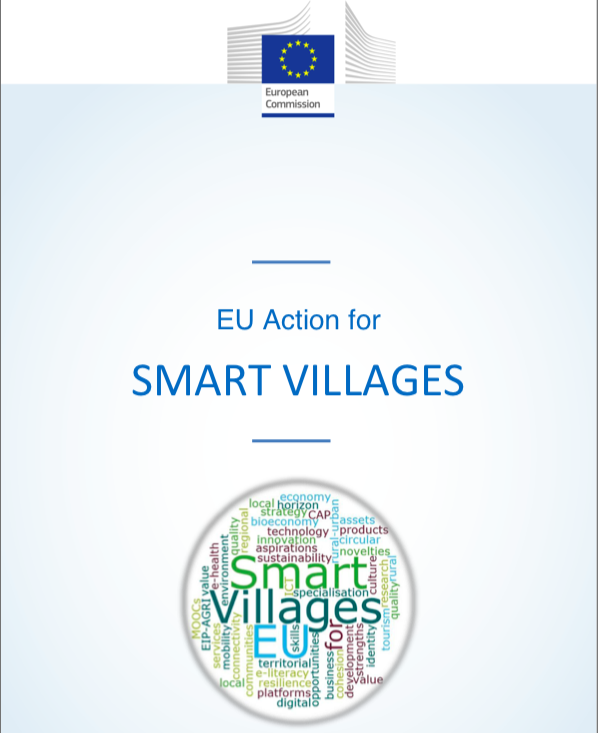 European
Commission
EU Action for
SMART VILLAGES
economy
local horizon
strategy CAP
bioeconomy
rural-urban
assets
technology
products
innovation
circular
aspirations
novelties
sustainability
regional
quality
environment
e-health
value
EIP-AGRI
MOOCs
Smart
ICT
specialisation
culture
research
rural
quality
Villages
EU
skills
for
services
mobility
connectivity
communities
territorial
e-literacy
resilience
platforms
digital
local
opportunities
business
cohesion
development
strengths
identity
tourism
value